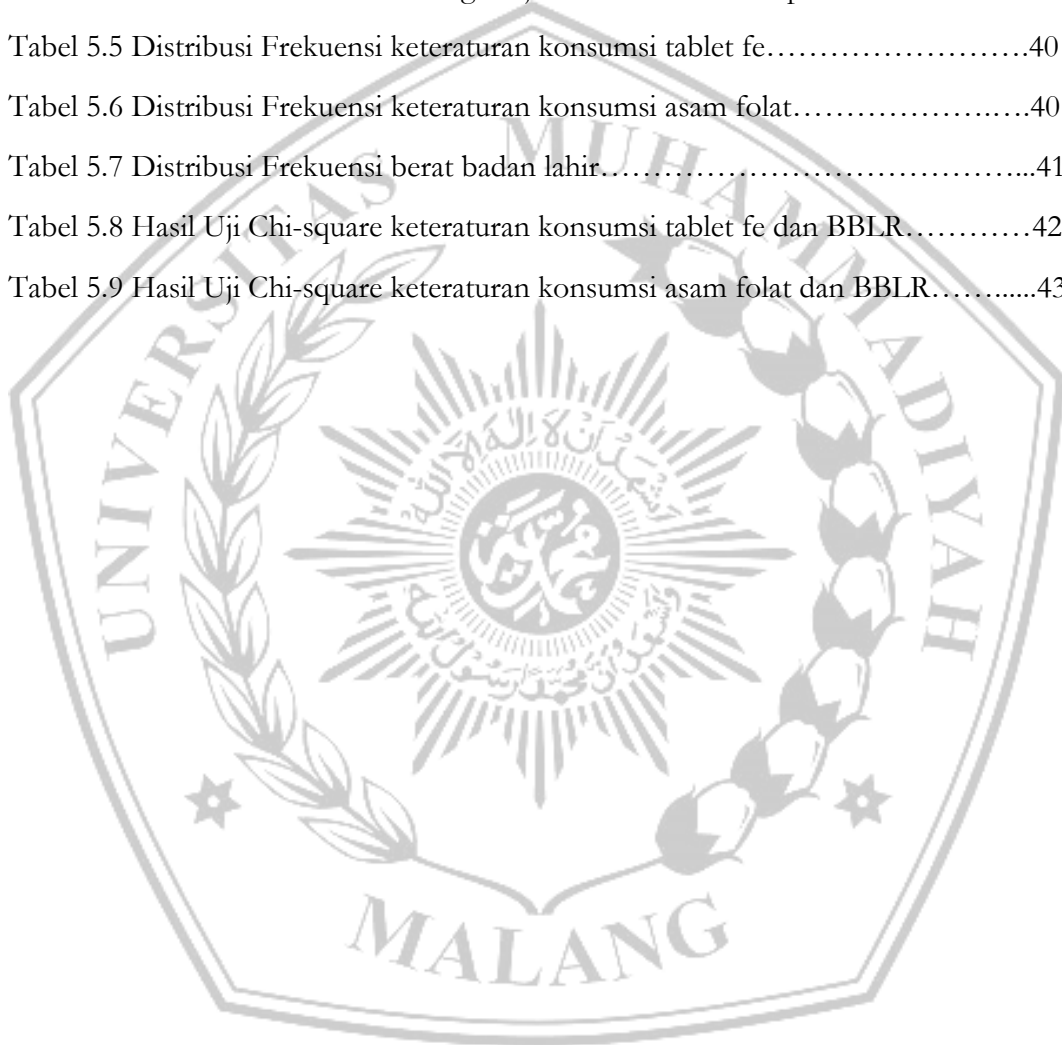 Tabel 5.5 Distribusi Frekuensi keteraturan konsumsi tablet fe…………………….40
Tabel 5.6 Distribusi Frekuensi keteraturan konsumsi asam folat……………….….40
Tabel 5.7 Distribusi Frekuensi berat badan lahir…………………………………...41
Tabel 5.8 Hasil Uji Chi-square keteraturan konsumsi tablet fe dan BBLR…………42
Tabel 5.9 Hasil Uji Chi-square keteraturan konsumsi asam folat dan BBLR…….....43
UNIVERSITAS MUHAMMADIYAH
MALANG